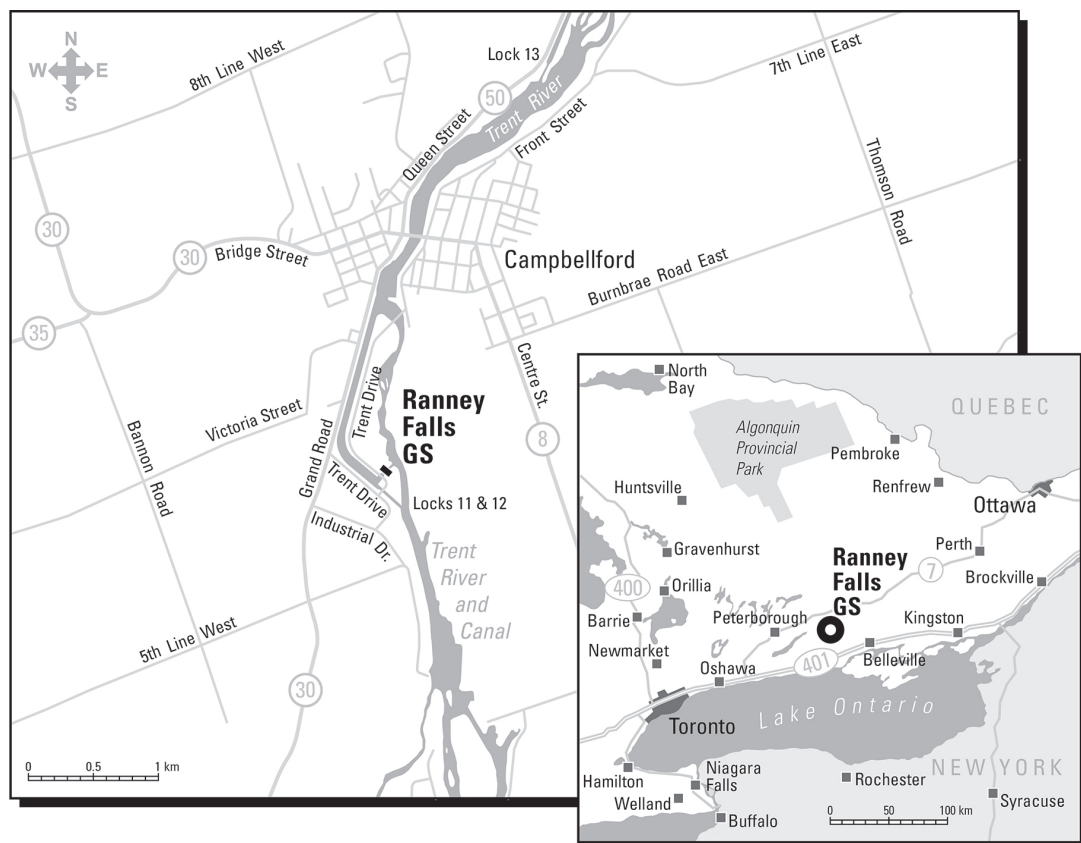 N
W E
S
8th Line West
Lock 13
50
Trent River
7th Line East
Queen Street
Front Street
Thomson Road
30
30
Bridge Street
Campbellford
Burnbrae Road East
35
Centre St.
8
Trent Drive
Ranney
Falls
GS
Victoria Street
Bannon Road
Grand Road
Trent Drive
Locks 11 & 12
Industrial Dr.
Trent
River
and
Canal
5th Line West
30
0 0.5 1 km
North
Bay
QUEBEC
Algonquin
Provincial
Park
Pembroke
Renfrew
Huntsville
Ottawa
Gravenhurst
Perth
Ranney
Falls
GS
7
Brockville
400
Orillia
Barrie
Peterborough
Kingston
Newmarket
Belleville
401
Oshawa
Toronto
Lake Ontario
Hamilton
Niagara
Falls
Welland
Buffalo
NEW YORK
Rochester
Syracuse
0 50 100 km